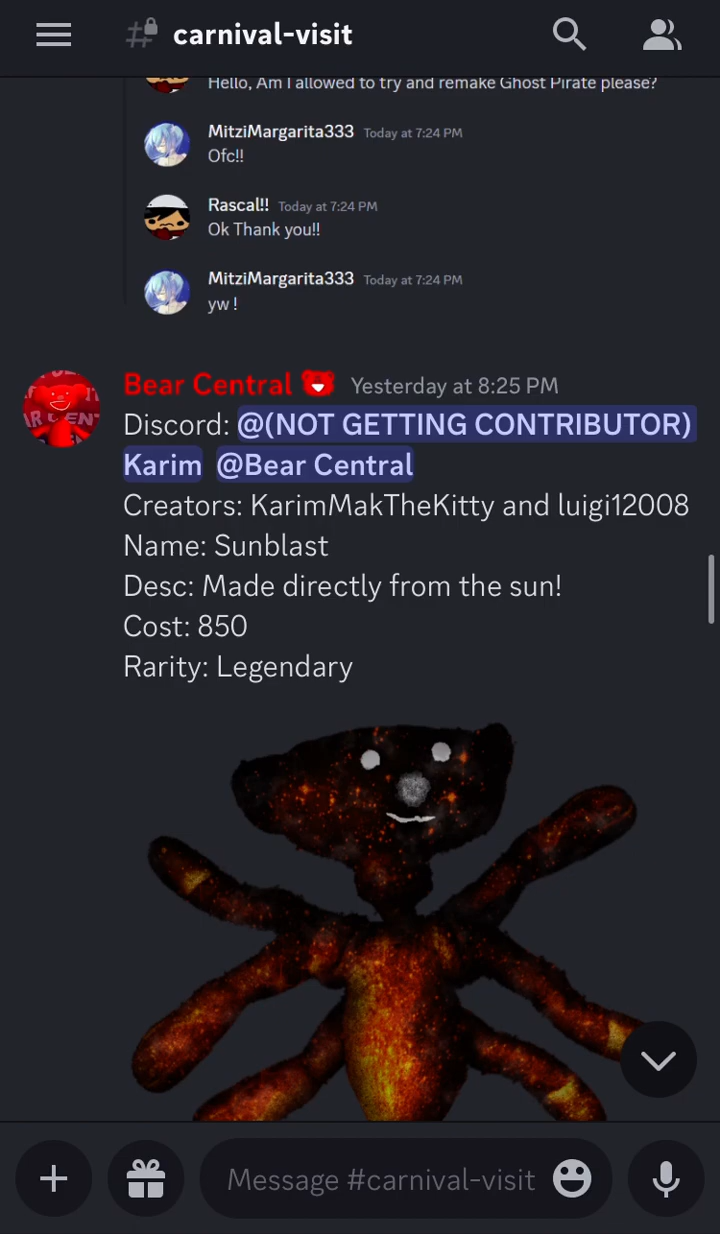 carnival-visit
Hello, Am I allowed to try and remake Ghost Pirate please?
MitziMargarita333 Today at 7:24 PM
Ofc!!
Rascal!! Today at 7:24 PM
Ok Thank you!!
MitziMargarita333 Today at 7:24 PM
yw !
Bear Central Yesterday at 8:25 PM
Discord: @(NOT GETTING CONTRIBUTOR)
Karim @Bear Central
Creators: KarimMakTheKitty and luigi12008
Name: Sunblast
Desc: Made directly from the sun!
Cost: 850
Rarity: Legendary
Message #carnival-visit